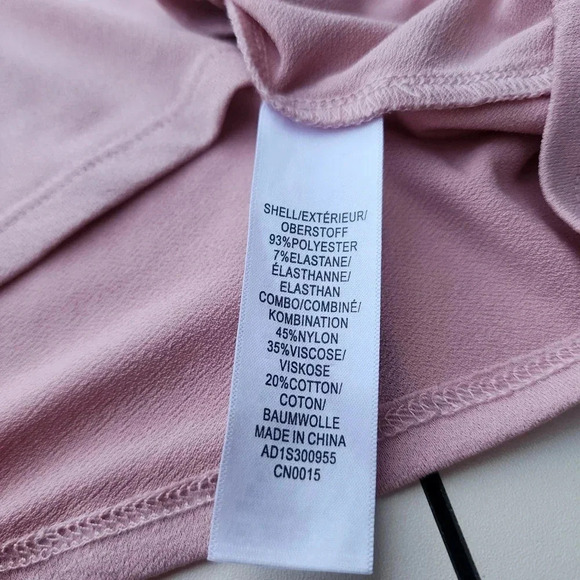 SHELL/EXTÉRIEUR/
OBERSTOFF
93%POLYESTER
7%ELASTANE/
ÉLASTHANNE/
ELASTHAN
COMBO/COMBINÉ/
KOMBINATION
45%NYLON
35%VISCOSE/
VISKOSE
20%COTTON/
COTON/
BAUMWOLLE
MADE IN CHINA
AD1S300955
CN0015